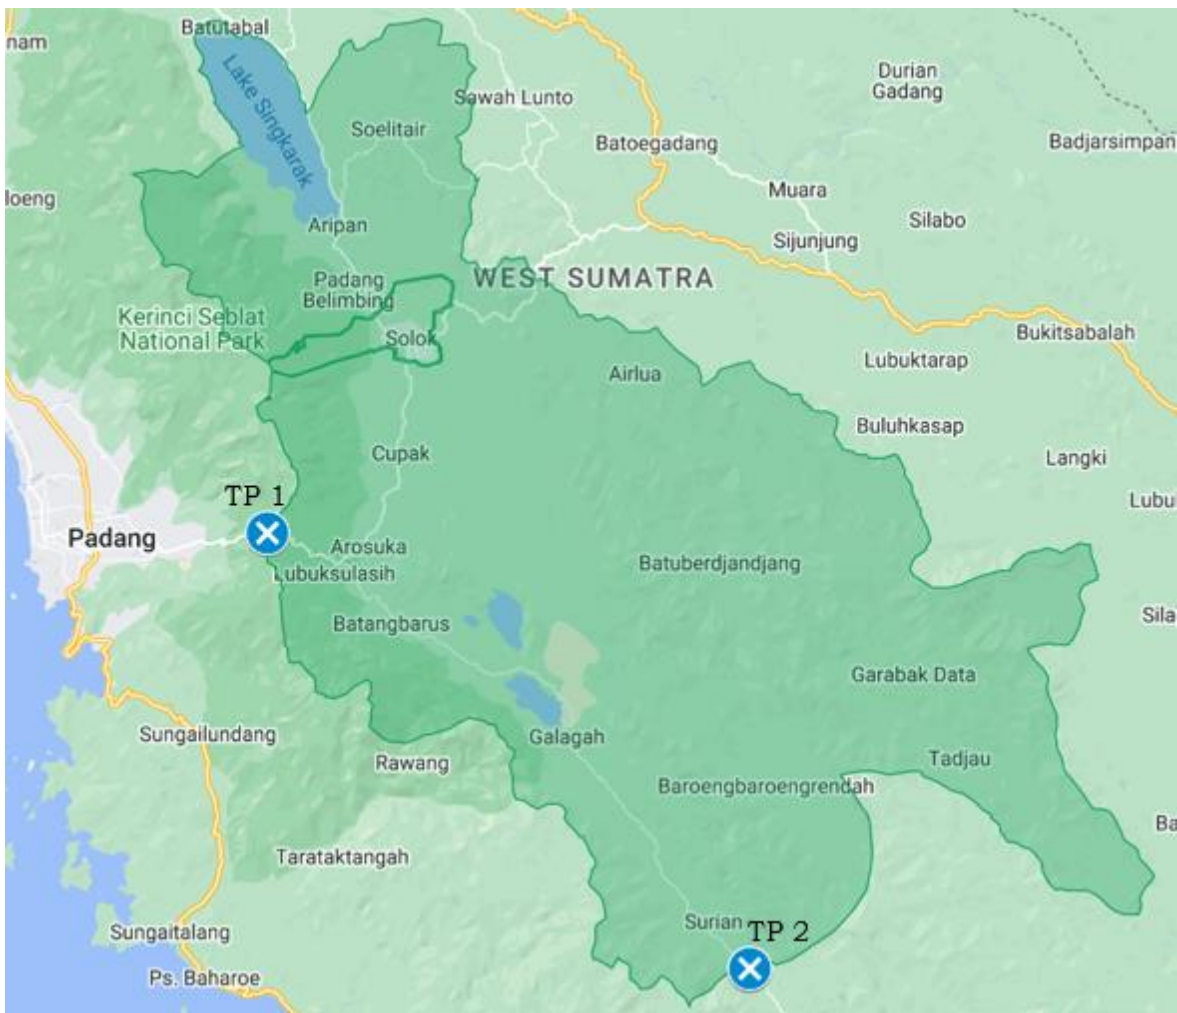 Batutabal
nam
Durian
Gadang
Lake Singkarak
Sawah Lunto
Soelitair
Batoegadang
Badjarsimpan
Muara
loeng
Silabo
Aripan
Sijunjung
Padang
Belimbing
WEST SUMATRA
Kerinci Seblat
National Park
Solok
Bukitsabalah
Lubuktarap
Airlua
Buluhkasap
Cupak
Langki
TP 1
Lubu
Padang
Arosuka
Lubuksulasih
Batuberdjandjang
Sila
Batangbarus
Garabak Data
Sungailundang
Galagah
Rawang
Tadjau
Baroengbaroengrendah
Ba
Taratak​tangah
Surian
TP 2
Sungaitalang
Ps. Baharoe